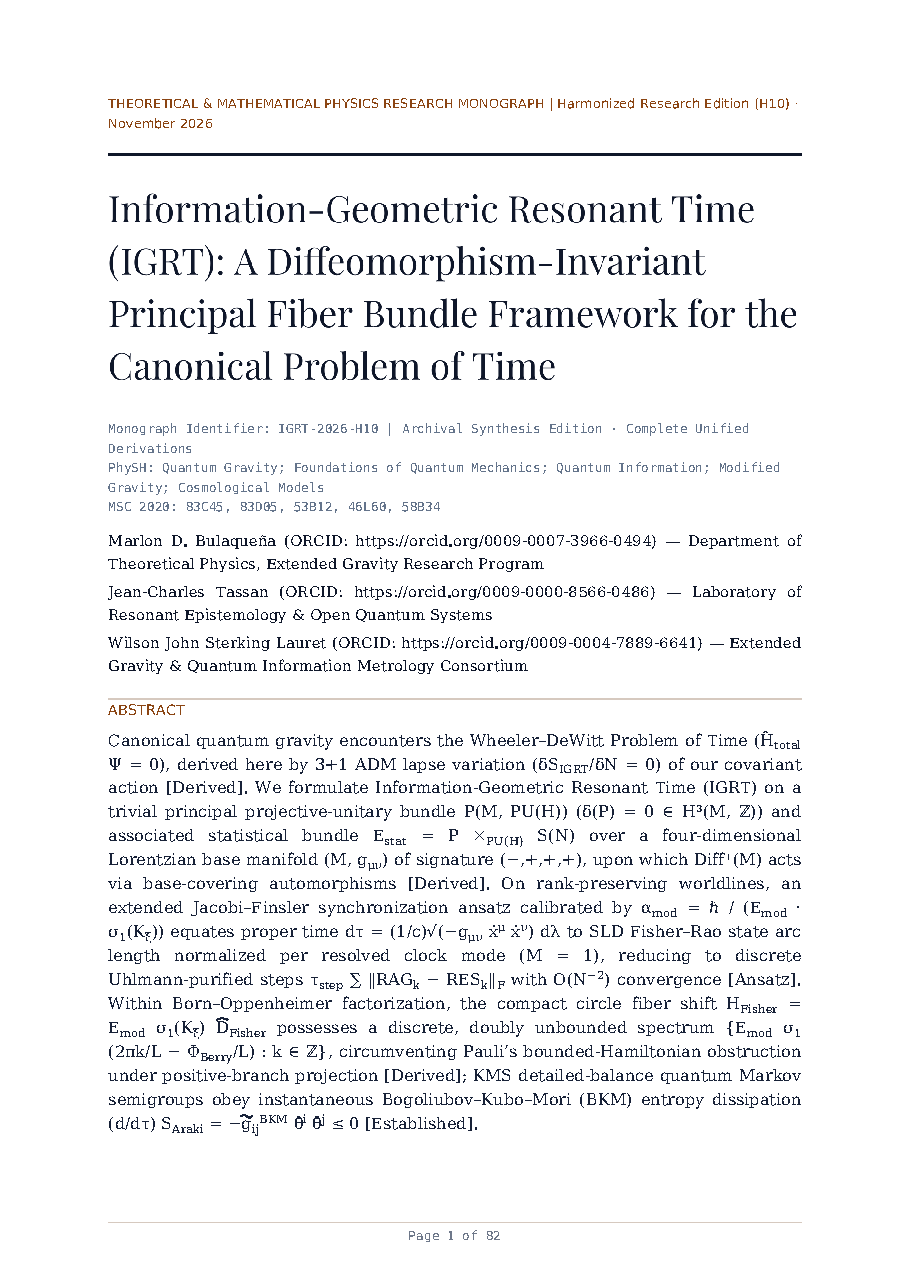 THEORETICAL & MATHEMATICAL PHYSICS RESEARCH MONOGRAPH | Harmonized Research Edition (H10) ·
November 2026
Information-Geometric Resonant Time
(IGRT): A Diffeomorphism-Invariant
Principal Fiber Bundle Framework for the
Canonical Problem of Time
Monograph Identifier: IGRT-2026-H10 | Archival Synthesis Edition · Complete Unified
Derivations
PhySH: Quantum Gravity; Foundations of Quantum Mechanics; Quantum Information; Modified
Gravity; Cosmological Models
MSC 2020: 83C45, 83D05, 53B12, 46L60, 58B34
Marlon D. Bulaqueña (ORCID: https://orcid.org/0009-0007-3966-0494) — Department of
Theoretical Physics, Extended Gravity Research Program
Jean-Charles Tassan (ORCID: https://orcid.org/0009-0000-8566-0486) — Laboratory of
Resonant Epistemology & Open Quantum Systems
Wilson John Sterking Lauret (ORCID: https://orcid.org/0009-0004-7889-6641) — Extended
Gravity & Quantum Information Metrology Consortium
ABSTRACT
Canonical quantum gravity encounters the Wheeler–DeWitt Problem of Time (Ĥtotal
Ψ = 0), derived here by 3+1 ADM lapse variation (δSIGRT/δN = 0) of our covariant
action [Derived]. We formulate Information-Geometric Resonant Time (IGRT) on a
trivial principal projective-unitary bundle P(M, PU(H)) (δ(P) = 0 ∈ H³(M, ℤ)) and
associated statistical bundle Estat = P ×PU(H) S(N) over a four-dimensional
Lorentzian base manifold (M, gμν) of signature (−,+,+,+), upon which Diff⁺(M) acts
via base-covering automorphisms [Derived]. On rank-preserving worldlines, an
extended Jacobi–Finsler synchronization ansatz calibrated by αmod = ℏ / (Emod ·
σ1(Kξ)) equates proper time dτ = (1/c)√(−gμν ẋμ ẋν) dλ to SLD Fisher–Rao state arc
length normalized per resolved clock mode (M = 1), reducing to discrete
Uhlmann-purified steps τstep ∑ ‖RAGk − RESk‖F with O(N⁻²) convergence [Ansatz].
Within Born–Oppenheimer factorization, the compact circle fiber shift HFisher =
Emod σ1(Kξ) D̂Fisher possesses a discrete, doubly unbounded spectrum {Emod σ1
(2πk/L − ΦBerry/L) : k ∈ ℤ}, circumventing Pauli’s bounded-Hamiltonian obstruction
under positive-branch projection [Derived]; KMS detailed-balance quantum Markov
semigroups obey instantaneous Bogoliubov–Kubo–Mori (BKM) entropy dissipation
(d/dτ) SAraki = −g̃ijBKM θ̇i θ̇j ≤ 0 [Established].
Page 1 of 82